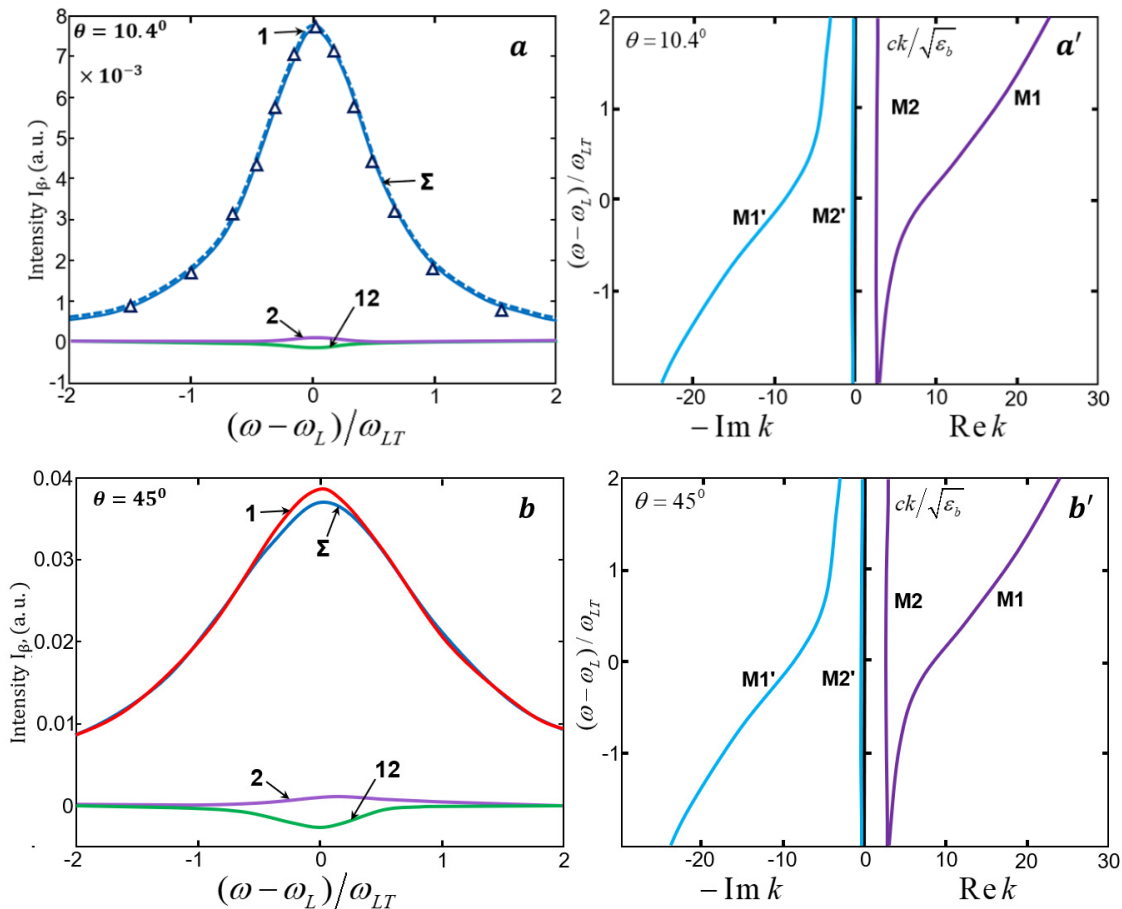 θ = 10.4⁰
× 10⁻³
a
1
Σ
2
12
8
7
6
5
4
3
2
1
0
-1
-2
-1
0
1
2
Intensity Iᵦ, (a.u.)
(ω − ω_L)/ω_LT
θ = 10.4⁰
ck/√ε_b
a′
M2
M1
M1'
M2'
2
1
0
-1
-20
-10
0
10
20
30
(ω − ω_L)/ω_LT
− Im k
Re k
θ = 45⁰
b
1
Σ
2
12
0.04
0.03
0.02
0.01
0
-2
-1
0
1
2
Intensity Iᵦ, (a.u.)
(ω − ω_L)/ω_LT
θ = 45⁰
ck/√ε_b
b′
M2
M1
M1'
M2'
2
1
0
-1
-20
-10
0
10
20
30
(ω − ω_L)/ω_LT
− Im k
Re k